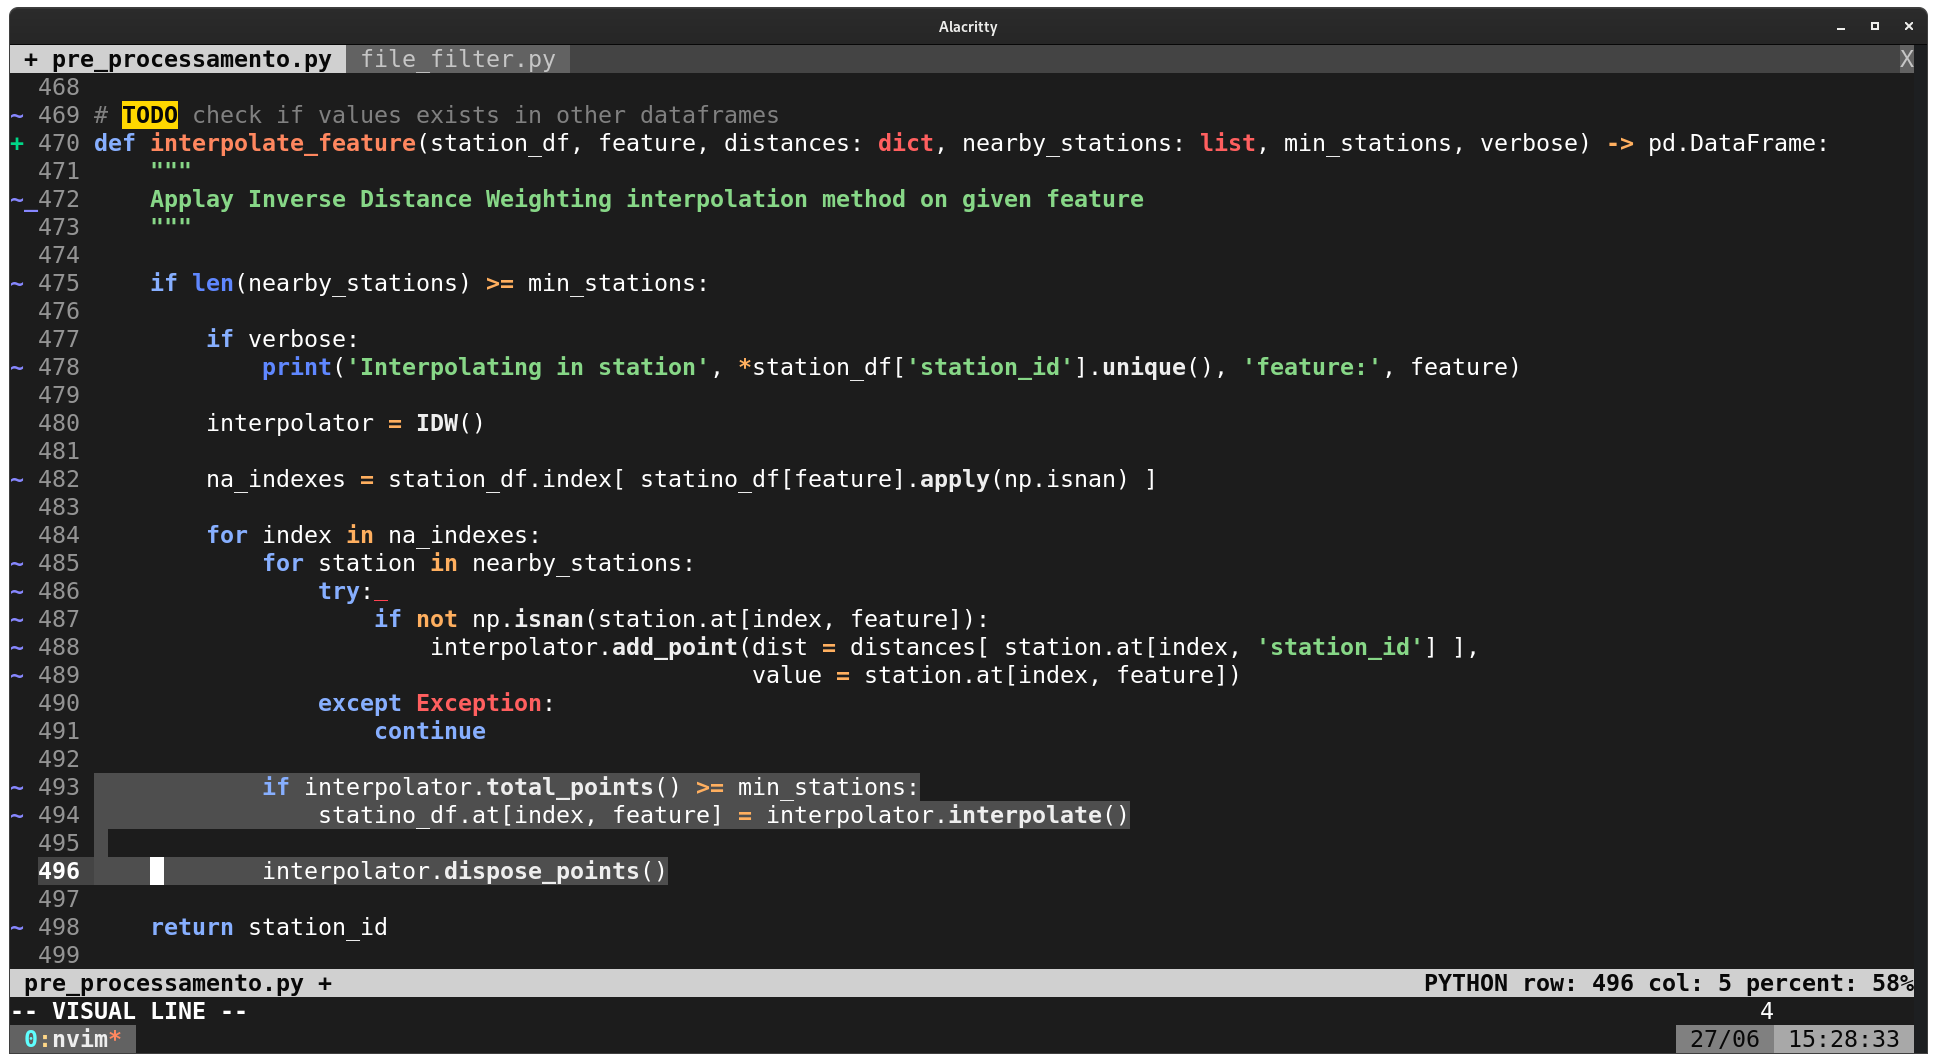 Alacritty
+ pre_processamento.py file_filter.py X
468
~ 469 # TODO check if values exists in other dataframes
+ 470 def interpolate_feature(station_df, feature, distances: dict, nearby_stations: list, min_stations, verbose) -> pd.DataFrame:
471     """
~_472     Applay Inverse Distance Weighting interpolation method on given feature
473     """
474
~ 475     if len(nearby_stations) >= min_stations:
476
477         if verbose:
~ 478             print('Interpolating in station', *station_df['station_id'].unique(), 'feature:', feature)
479
480         interpolator = IDW()
481
~ 482         na_indexes = station_df.index[ statino_df[feature].apply(np.isnan) ]
483
484         for index in na_indexes:
~ 485             for station in nearby_stations:
~ 486                 try:_
~ 487                     if not np.isnan(station.at[index, feature]):
~ 488                         interpolator.add_point(dist = distances[ station.at[index, 'station_id'] ],
~ 489                                                value = station.at[index, feature])
490                 except Exception:
491                     continue
492
~ 493             if interpolator.total_points() >= min_stations:
~ 494                 statino_df.at[index, feature] = interpolator.interpolate()
495
496             interpolator.dispose_points()
497
~ 498     return station_id
499
pre_processamento.py + PYTHON row: 496 col: 5 percent: 58%
-- VISUAL LINE -- 4
0:nvim* 27/06 15:28:33